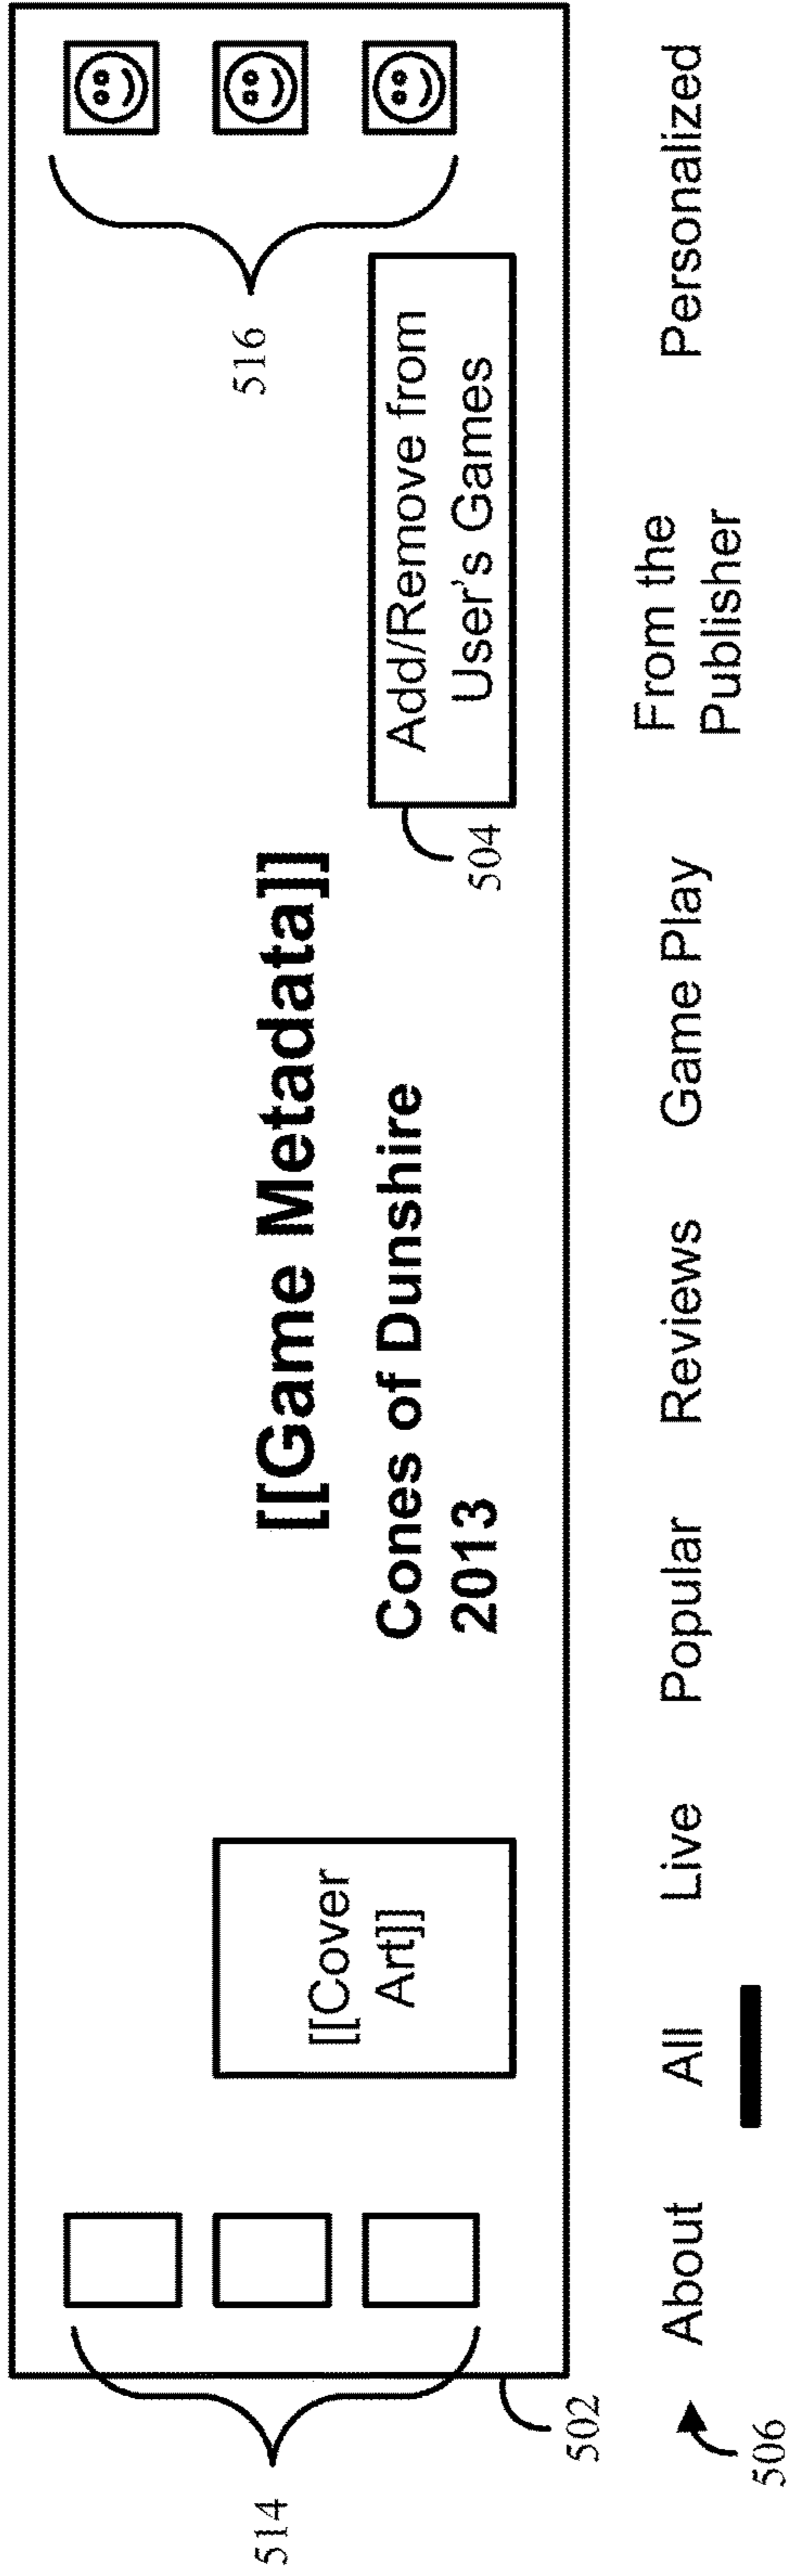 514
516
[[Cover
Art]]
[[Game Metadata]]
Cones of Dunshire
2013
Add/Remove from
User's Games
504
502
506
About
All
Live
Popular
Reviews
Game Play
From the
Publisher
Personalized